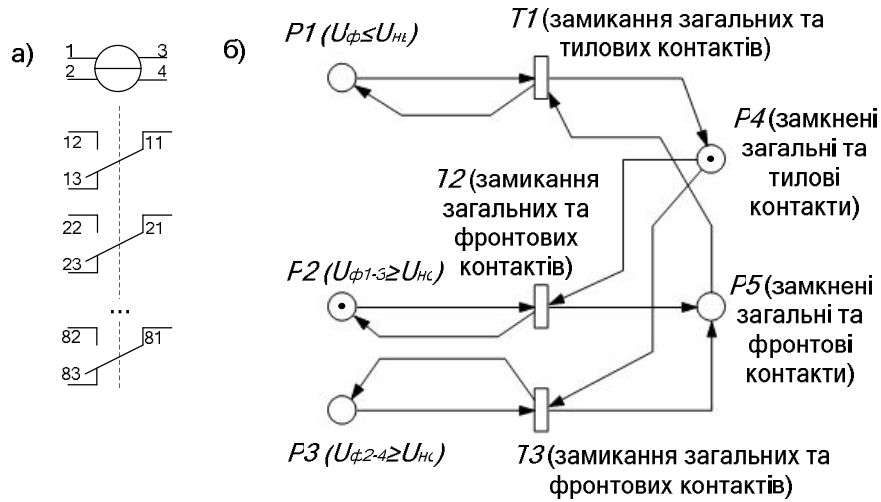 а)
1
3
2
4
12
11
13
22
21
23
...
82
81
83
б)
P1 (Uф≤Uнв)
T1 (замикання загальних та
тилових контактів)
P4 (замкнені
загальні та
тилові
контакти)
T2 (замикання
загальних та
фронтових
контактів)
P2 (Uф1-3≥Uнс)
P5 (замкнені
загальні та
фронтові
контакти)
P3 (Uф2-4≥Uнс)
T3 (замикання загальних та
фронтових контактів)